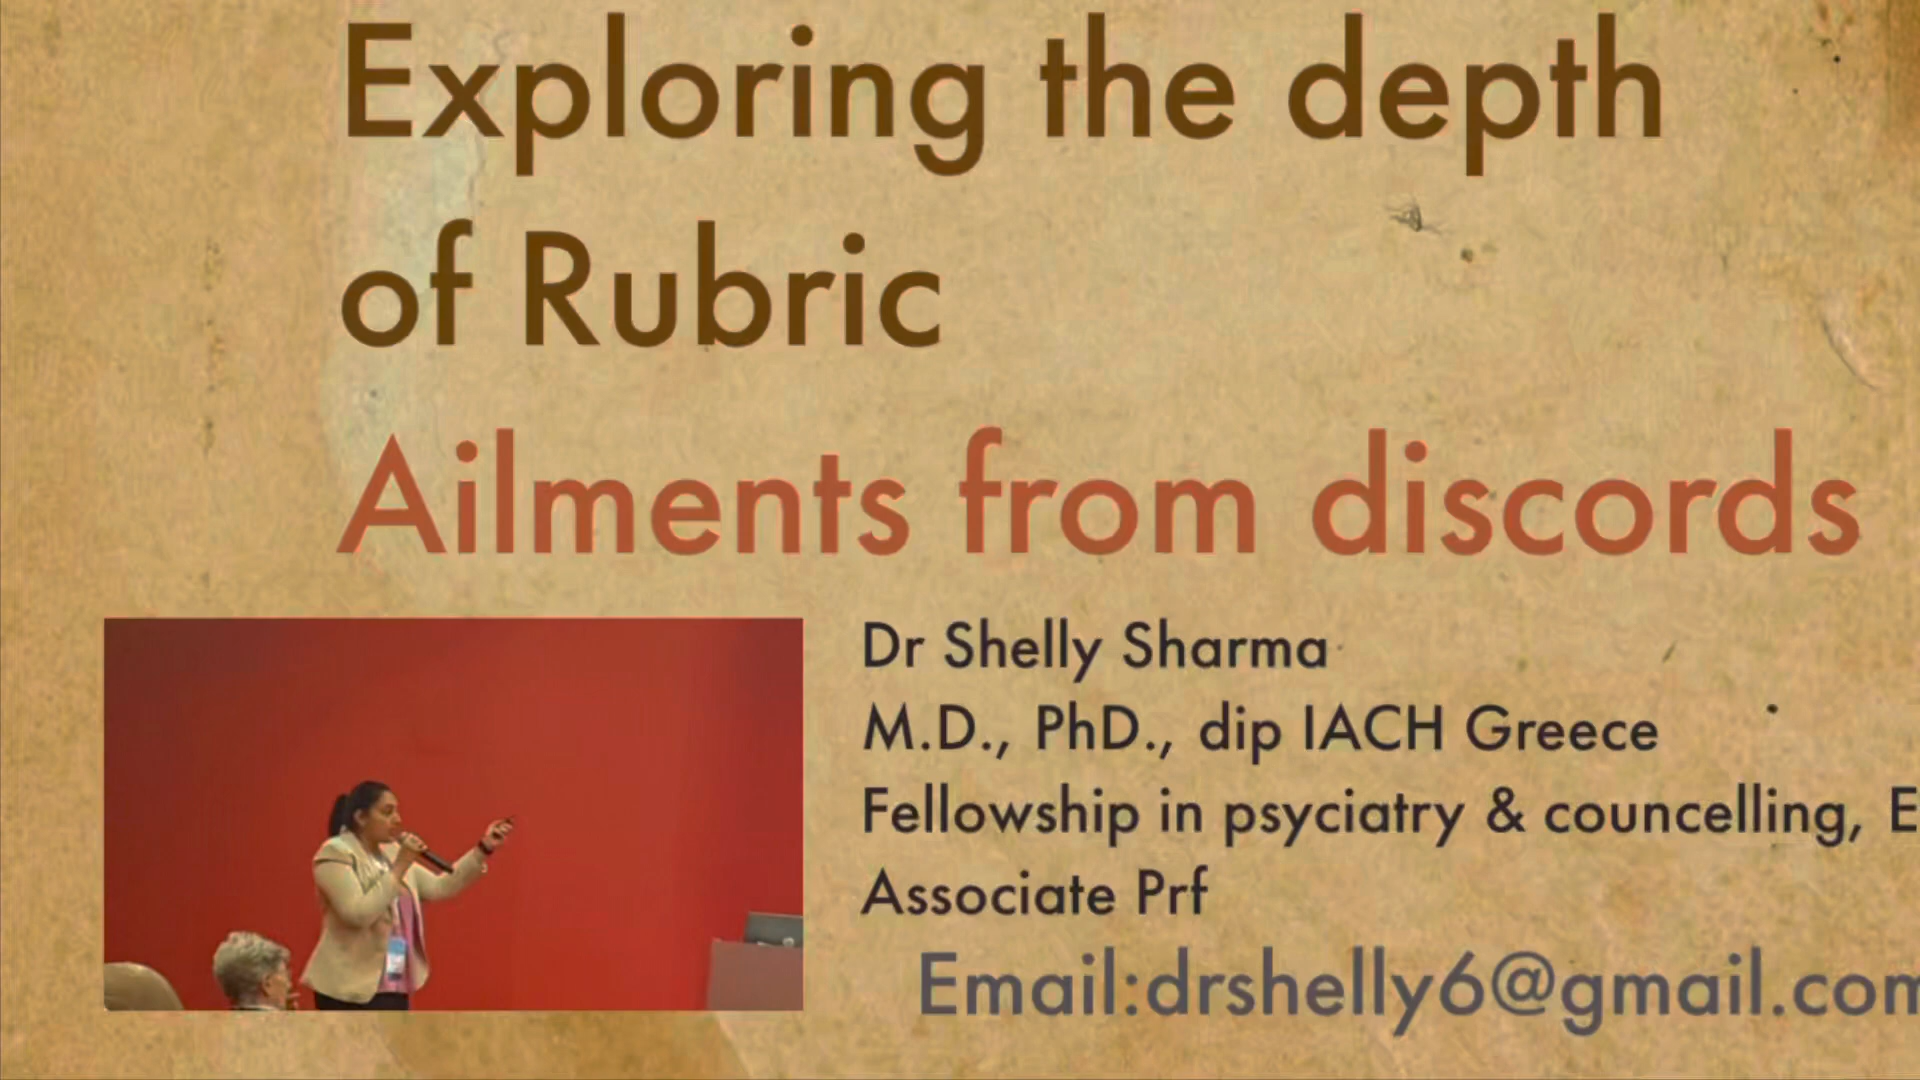 Exploring the depth
of Rubric
Ailments from discords
Dr Shelly Sharma
M.D., PhD., dip IACH Greece
Fellowship in psyciatry & councelling, E
Associate Prf
Email:drshelly6@gmail.com